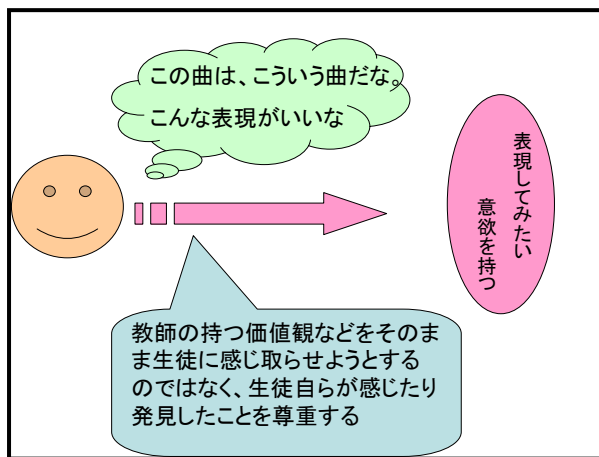 この曲は、こういう曲だな。
こんな表現がいいな
表現してみたい
意欲を持つ
教師の持つ価値観などをそのま
ま生徒に感じ取らせようとする
のではなく、生徒自らが感じたり
発見したことを尊重する